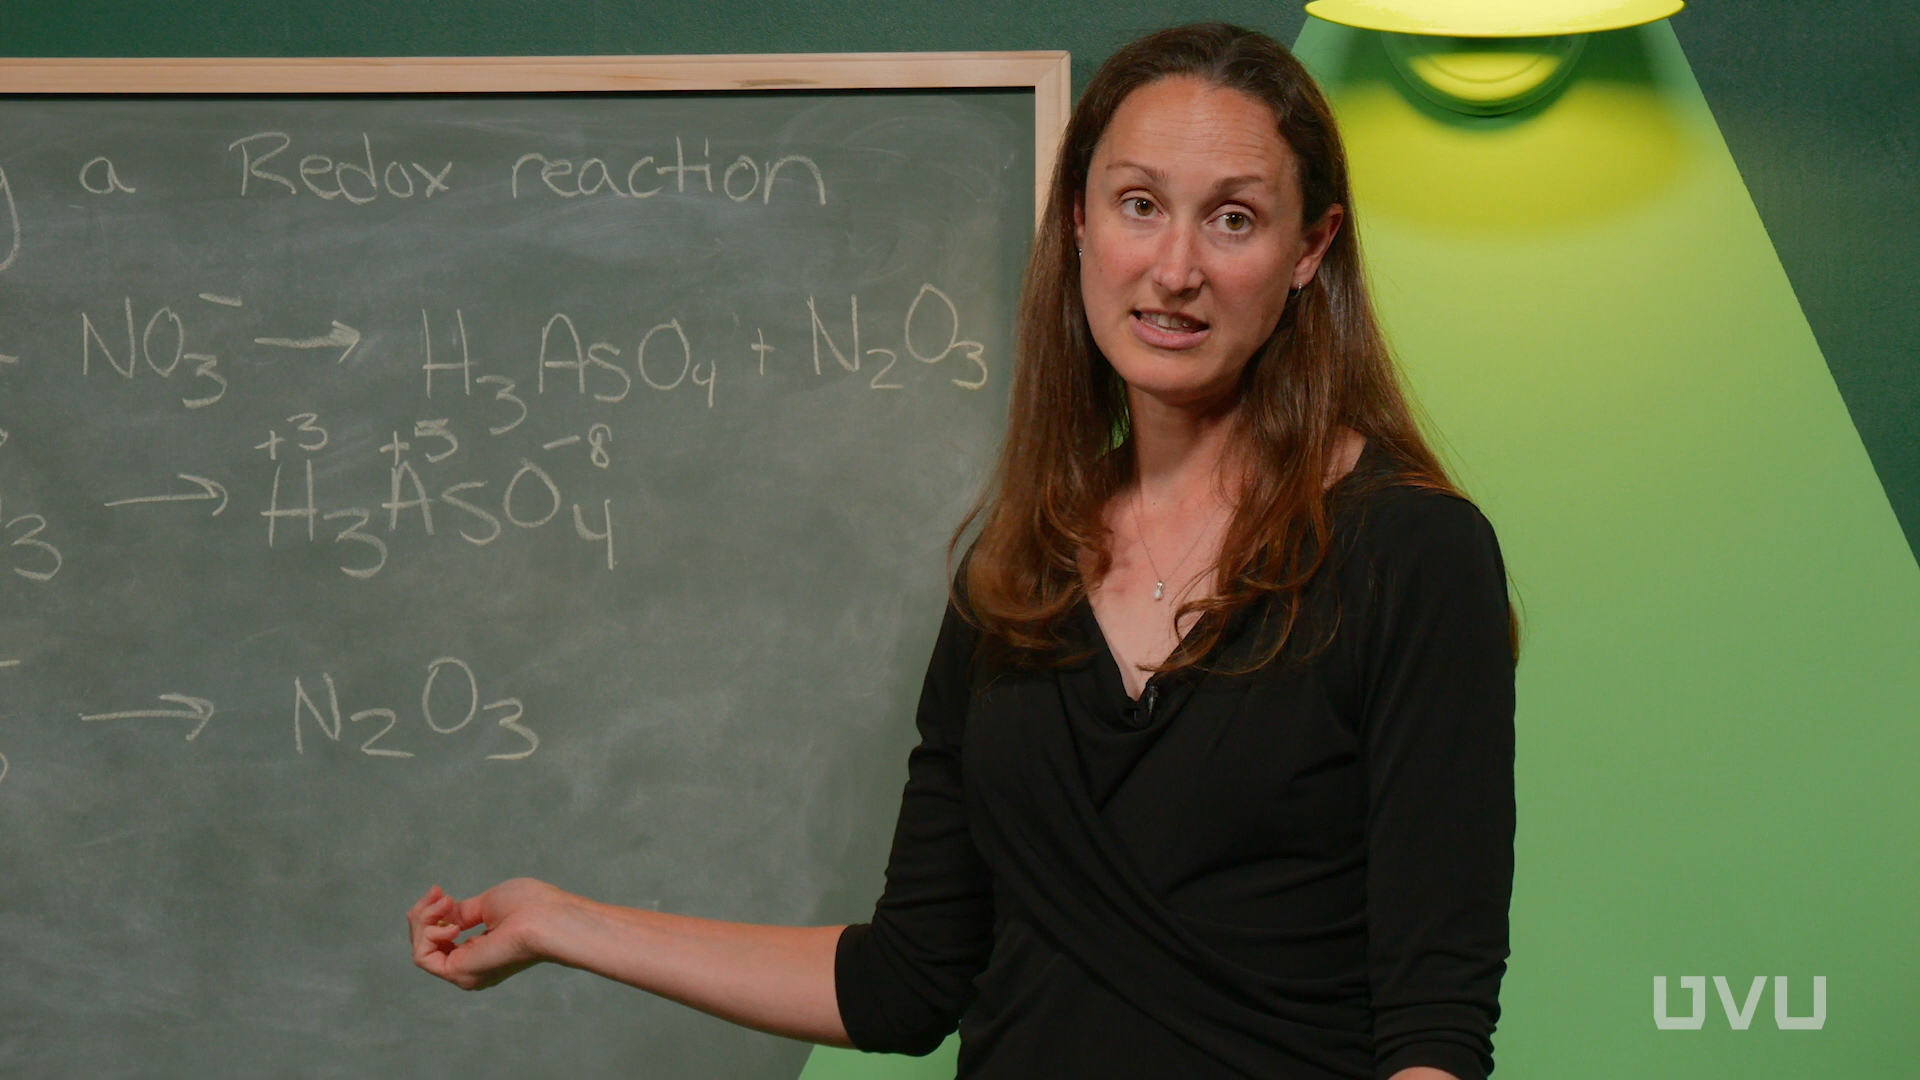 a Redox reaction
NO₃⁻ → H₃AsO₄ + N₂O₃
+3 +5 -8
₃ → H₃AsO₄
→ N₂O₃
UVU